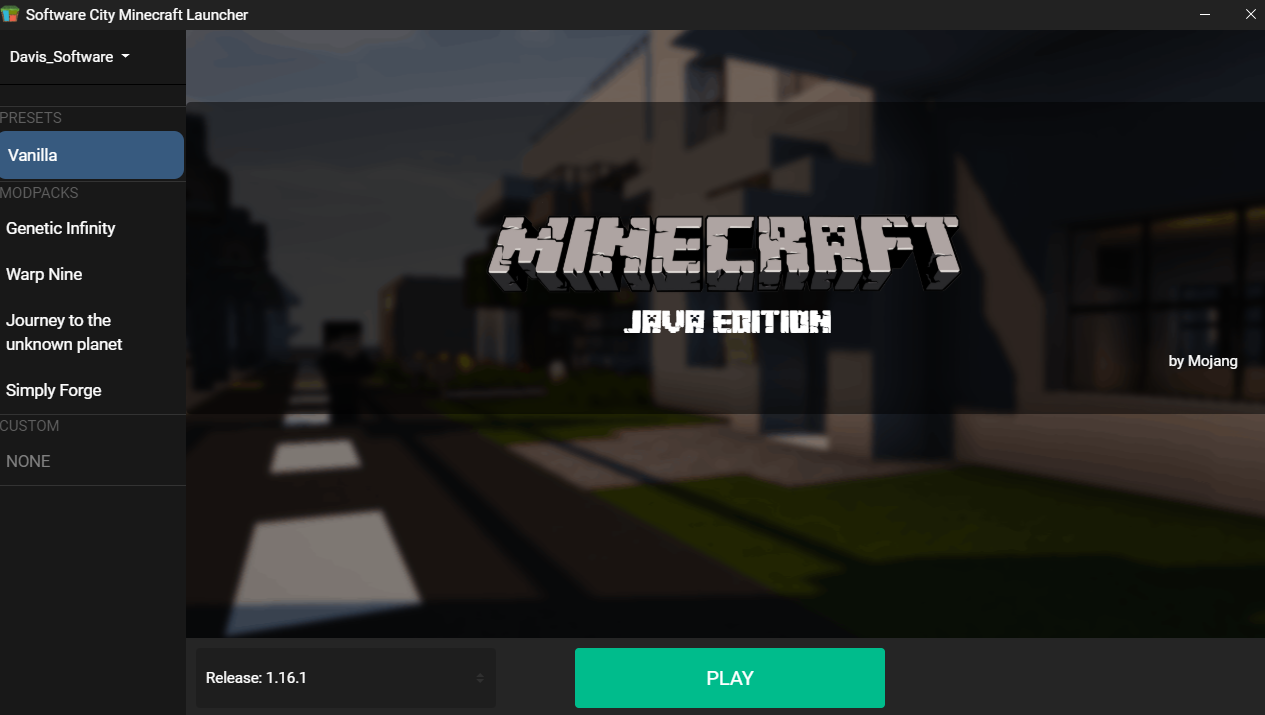 Software City Minecraft Launcher
Davis_Software
PRESETS
Vanilla
MODPACKS
Genetic Infinity
Warp Nine
Journey to the
unknown planet
Simply Forge
CUSTOM
NONE
MINECRAFT
JAVA EDITION
by Mojang
Release: 1.16.1
PLAY